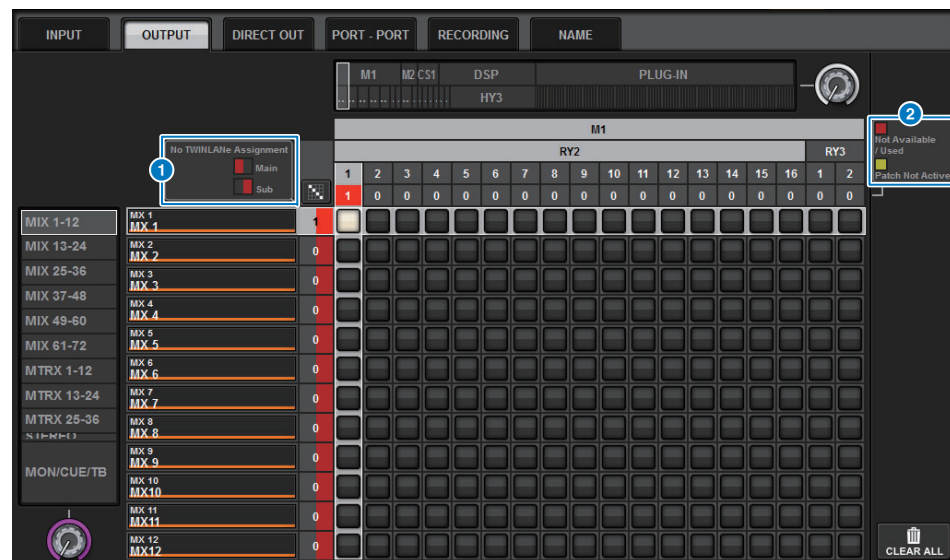 INPUT OUTPUT DIRECT OUT PORT - PORT RECORDING NAME
M1 M2 CS1 DSP PLUG-IN
HY3
2
Not Available
/ Used
Patch Not Active
1
No TWINLANe Assignment
Main
Sub
M1
RY2 RY3
1 2 3 4 5 6 7 8 9 10 11 12 13 14 15 16 1 2
1 0 0 0 0 0 0 0 0 0 0 0 0 0 0 0 0 0
MIX 1-12
MIX 13-24
MIX 25-36
MIX 37-48
MIX 49-60
MIX 61-72
MTRX 1-12
MTRX 13-24
MTRX 25-36
STEREO
MON/CUE/TB
MX 1
MX 1 1
MX 2
MX 2 0
MX 3
MX 3 0
MX 4
MX 4 0
MX 5
MX 5 0
MX 6
MX 6 0
MX 7
MX 7 0
MX 8
MX 8 0
MX 9
MX 9 0
MX 10
MX10 0
MX 11
MX11 0
MX 12
MX12 0
CLEAR ALL